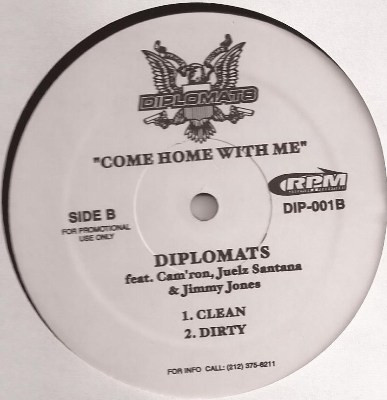 DIPLOMATS
"COME HOME WITH ME"
RPM
SIDE B
DIP-001B
FOR PROMOTIONAL
USE ONLY
DIPLOMATS
feat. Cam'ron, Juelz Santana
& Jimmy Jones
1. CLEAN
2. DIRTY
FOR INFO CALL: (212) 375-6211